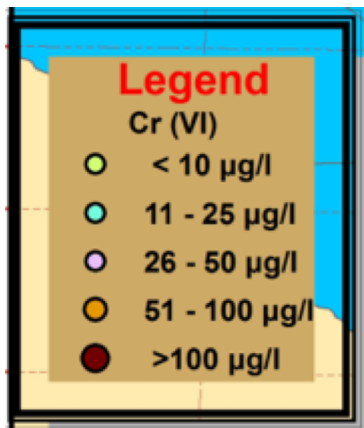 Legend
Cr (VI)
< 10 µg/l
11 - 25 µg/l
26 - 50 µg/l
51 - 100 µg/l
>100 µg/l